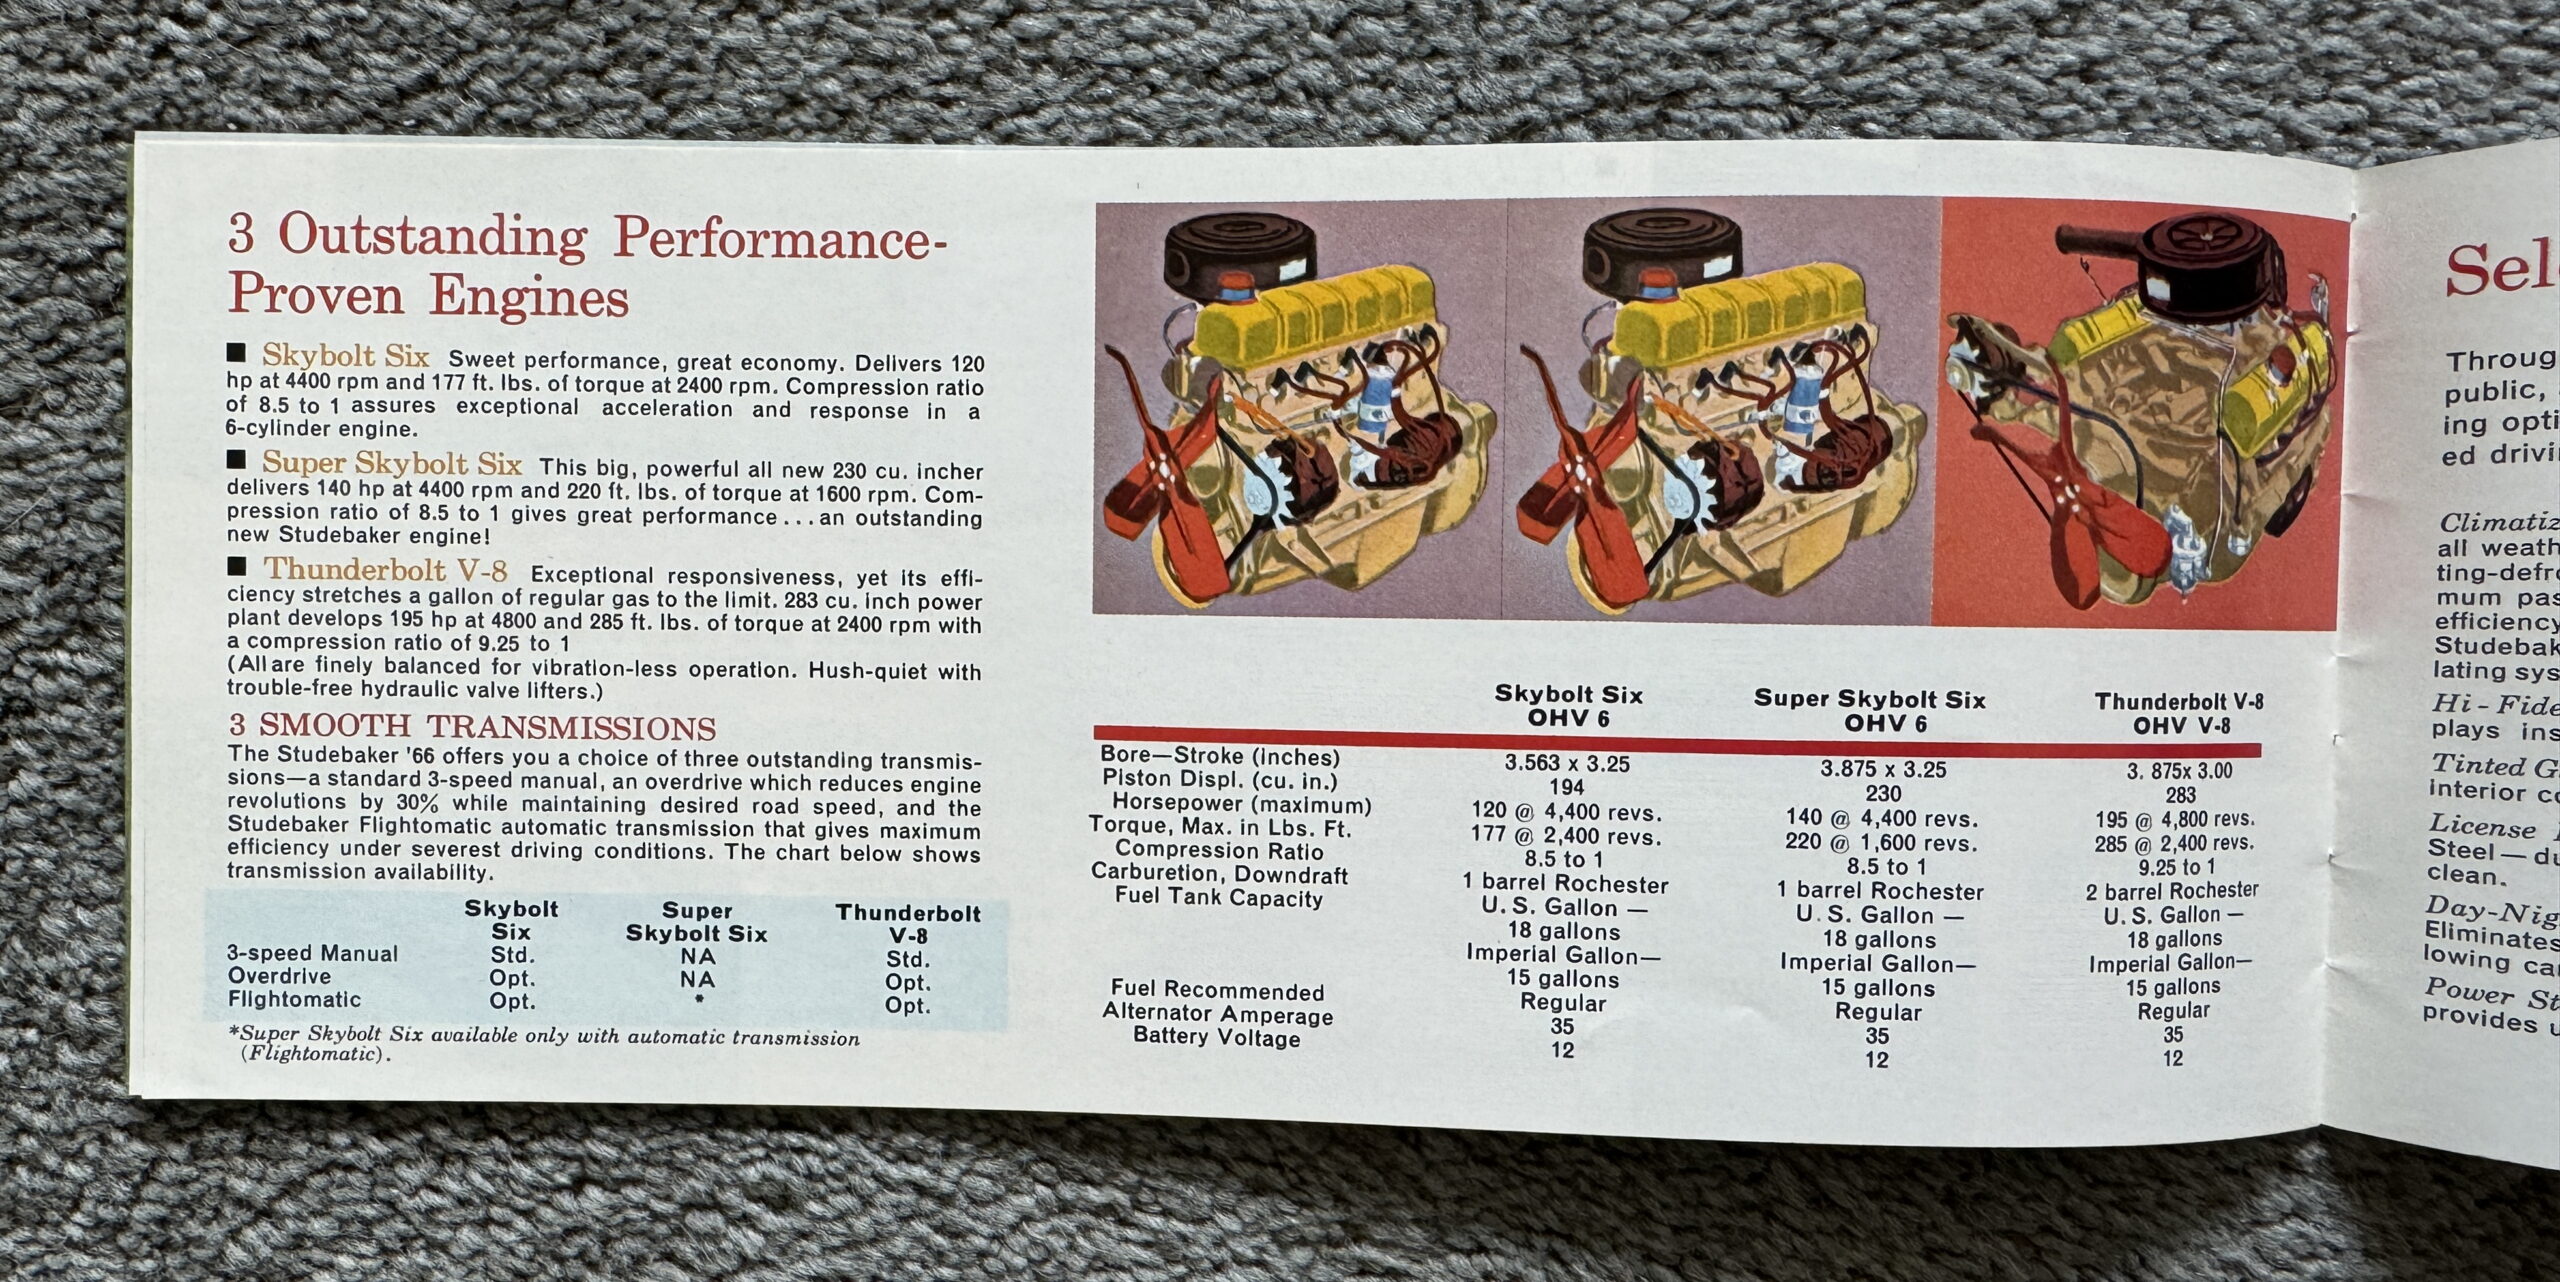 3 Outstanding Performance-
Proven Engines
■ Skybolt Six Sweet performance, great economy. Delivers 120
hp at 4400 rpm and 177 ft. lbs. of torque at 2400 rpm. Compression ratio
of 8.5 to 1 assures exceptional acceleration and response in a
6-cylinder engine.
■ Super Skybolt Six This big, powerful all new 230 cu. incher
delivers 140 hp at 4400 rpm and 220 ft. lbs. of torque at 1600 rpm. Com-
pression ratio of 8.5 to 1 gives great performance...an outstanding
new Studebaker engine!
■ Thunderbolt V-8 Exceptional responsiveness, yet its effi-
ciency stretches a gallon of regular gas to the limit. 283 cu. inch power
plant develops 195 hp at 4800 and 285 ft. lbs. of torque at 2400 rpm with
a compression ratio of 9.25 to 1
(All are finely balanced for vibration-less operation. Hush-quiet with
trouble-free hydraulic valve lifters.)
3 SMOOTH TRANSMISSIONS
The Studebaker '66 offers you a choice of three outstanding transmis-
sions—a standard 3-speed manual, an overdrive which reduces engine
revolutions by 30% while maintaining desired road speed, and the
Studebaker Flightomatic automatic transmission that gives maximum
efficiency under severest driving conditions. The chart below shows
transmission availability.
Skybolt Super Thunderbolt
Six Skybolt Six V-8
3-speed Manual Std. NA Std.
Overdrive Opt. NA Opt.
Flightomatic Opt. * Opt.
*Super Skybolt Six available only with automatic transmission
(Flightomatic).
Skybolt Six Super Skybolt Six Thunderbolt V-8
OHV 6 OHV 6 OHV V-8
Bore—Stroke (Inches) 3.563 x 3.25 3.875 x 3.25 3. 875x 3.00
Piston Displ. (cu. in.) 194 230 283
Horsepower (maximum) 120 @ 4,400 revs. 140 @ 4,400 revs. 195 @ 4,800 revs.
Torque, Max. in Lbs. Ft. 177 @ 2,400 revs. 220 @ 1,600 revs. 285 @ 2,400 revs.
Compression Ratio 8.5 to 1 8.5 to 1 9.25 to 1
Carburetion, Downdraft 1 barrel Rochester 1 barrel Rochester 2 barrel Rochester
Fuel Tank Capacity U. S. Gallon — U. S. Gallon — U. S. Gallon —
18 gallons 18 gallons 18 gallons
Imperial Gallon— Imperial Gallon— Imperial Gallon—
15 gallons 15 gallons 15 gallons
Fuel Recommended Regular Regular Regular
Alternator Amperage 35 35 35
Battery Voltage 12 12 12
Sel
Throug
public,
ing opti
ed drivi
Climatiz
all weath
ting-defr
mum pas
efficiency
Studebak
lating sys
Hi-Fide
plays ins
Tinted G
interior co
License
Steel—du
clean.
Day-Nig
Eliminates
lowing ca
Power St
provides u